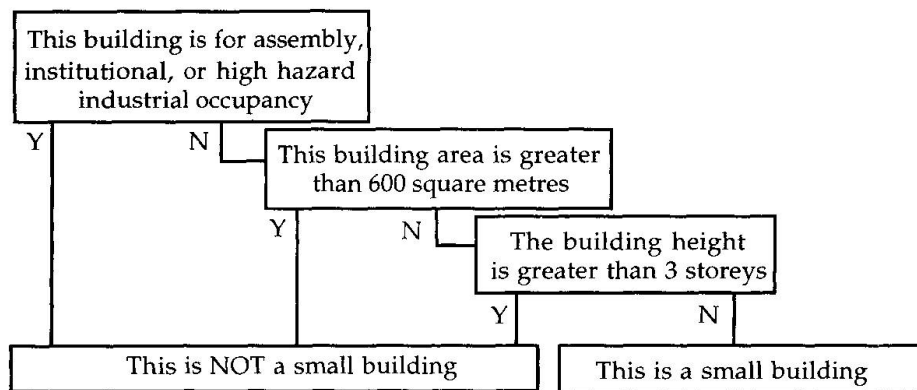 This building is for assembly,
institutional, or high hazard
industrial occupancy
Y
N
This building area is greater
than 600 square metres
Y
N
The building height
is greater than 3 storeys
Y
N
This is NOT a small building
This is a small building